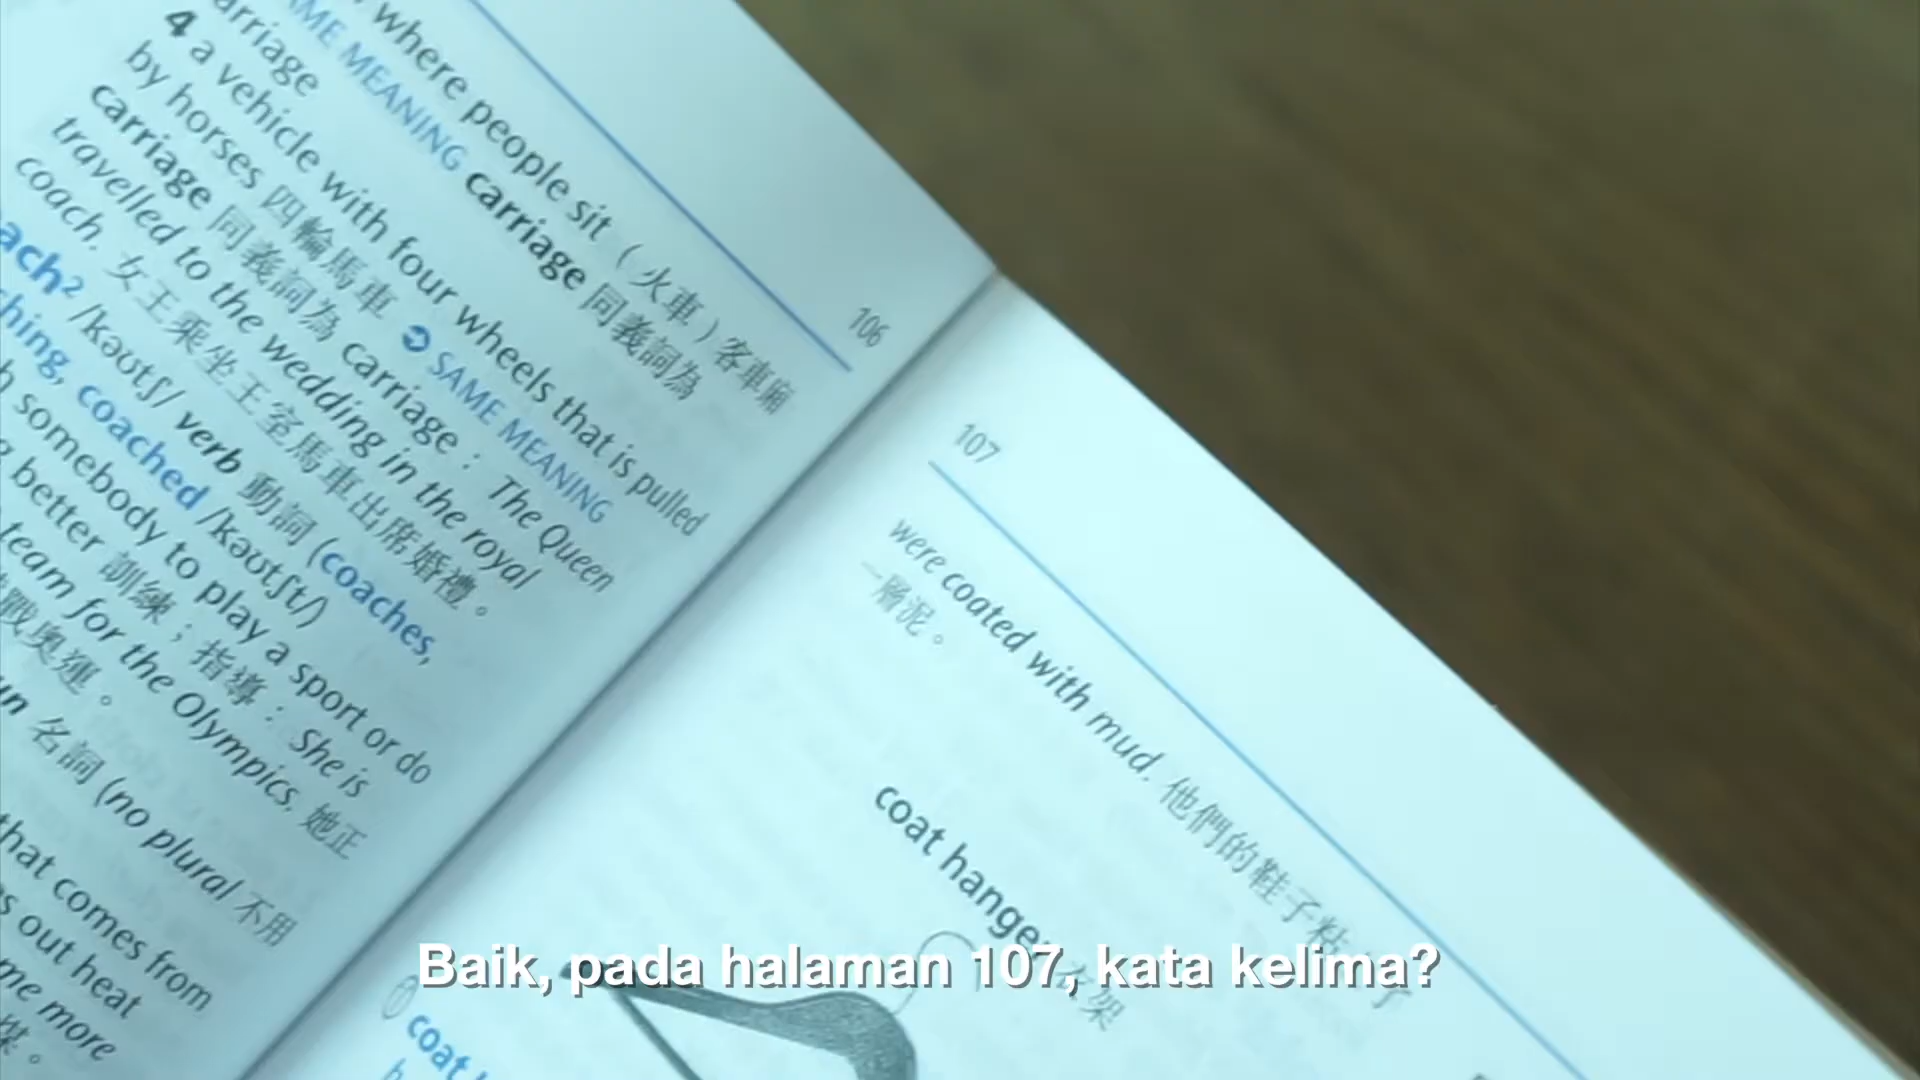 where people sit（火車）客車廂
SAME MEANING carriage 同義詞為
carriage
4 a vehicle with four wheels that is pulled
by horses 四輪馬車 SAME MEANING
carriage 同義詞為 carriage：The Queen
travelled to the wedding in the royal
coach. 女王乘坐王室馬車出席婚禮。
/kəʊtʃ/ verb 動詞 (coaches,
coached /kəʊtʃt/)
somebody to play a sport or do
better 訓練；指導：She is
team for the Olympics. 她正
名詞 (no plural 不用
that comes from
out heat
me more
106
107
were coated with mud. 他們的鞋子粘
一層泥。
coat hanger
coat
Baik, pada halaman 107, kata kelima?